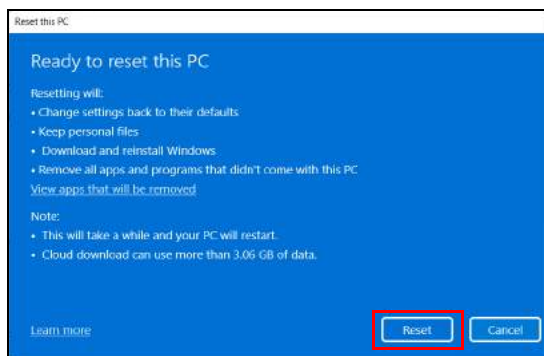 Reset this PC
Ready to reset this PC
Resetting will:
• Change settings back to their defaults
• Keep personal files
• Download and reinstall Windows
• Remove all apps and programs that didn't come with this PC
View apps that will be removed
Note:
• This will take a while and your PC will restart.
• Cloud download can use more than 3.06 GB of data.
Learn more
Reset
Cancel